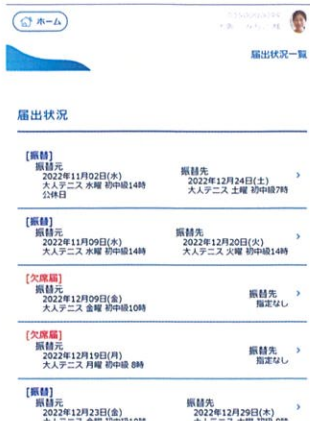 ホーム
届出状況一覧
届出状況
[振替]
振替元
2022年11月02日(水)
大人テニス 水曜 初中級14時
公休日
振替先
2022年12月24日(土)
大人テニス 土曜 初中級7時
[振替]
振替元
2022年11月09日(水)
大人テニス 水曜 初中級14時
振替先
2022年12月20日(火)
大人テニス 火曜 初中級14時
[欠席届]
振替元
2022年12月09日(金)
大人テニス 金曜 初中級10時
振替先
指定なし
[欠席届]
振替元
2022年12月19日(月)
大人テニス 月曜 初中級 8時
振替先
指定なし
[振替]
振替元
2022年12月23日(金)
振替先
2022年12月29日(木)